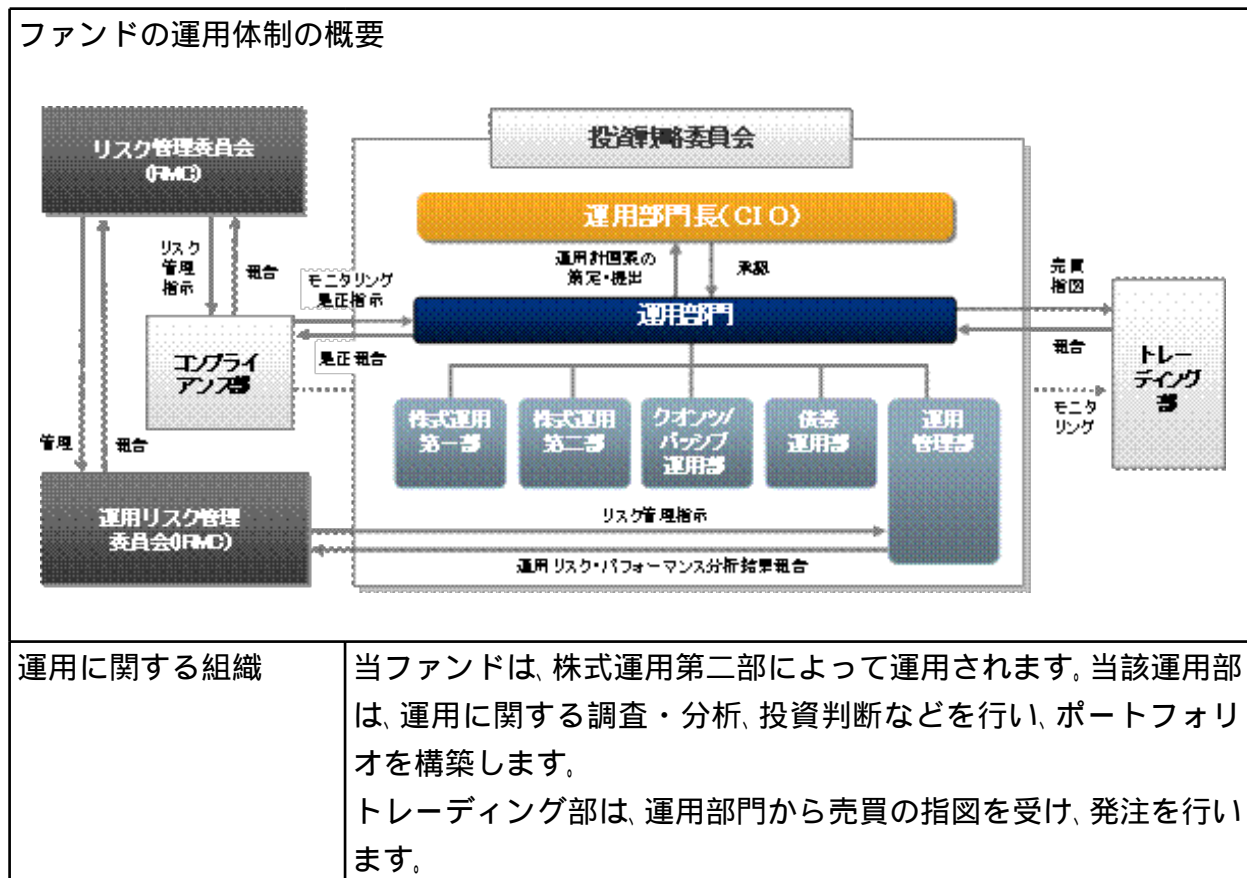 ファンドの運用体制の概要
投資戦略委員会
リスク管理委員会
(RMC)
運用部門長(CIO)
運用計画案の
策定・提出
承認
リスク
管理
指示
報告
モニタリング
是正指示
運用部門
売買
指図
報告
コンプライ
アンス部
是正報告
トレー
ディング
部
モニタ
リング
株式運用
第一部
株式運用
第二部
クオンツ/
パッシブ
運用部
債券
運用部
運用
管理部
管理
報告
運用リスク管理
委員会(IRMC)
リスク管理指示
運用リスク・パフォーマンス分析結果報告
運用に関する組織
当ファンドは、株式運用第二部によって運用されます。当該運用部
は、運用に関する調査・分析、投資判断などを行い、ポートフォリ
オを構築します。
トレーディング部は、運用部門から売買の指図を受け、発注を行い
ます。